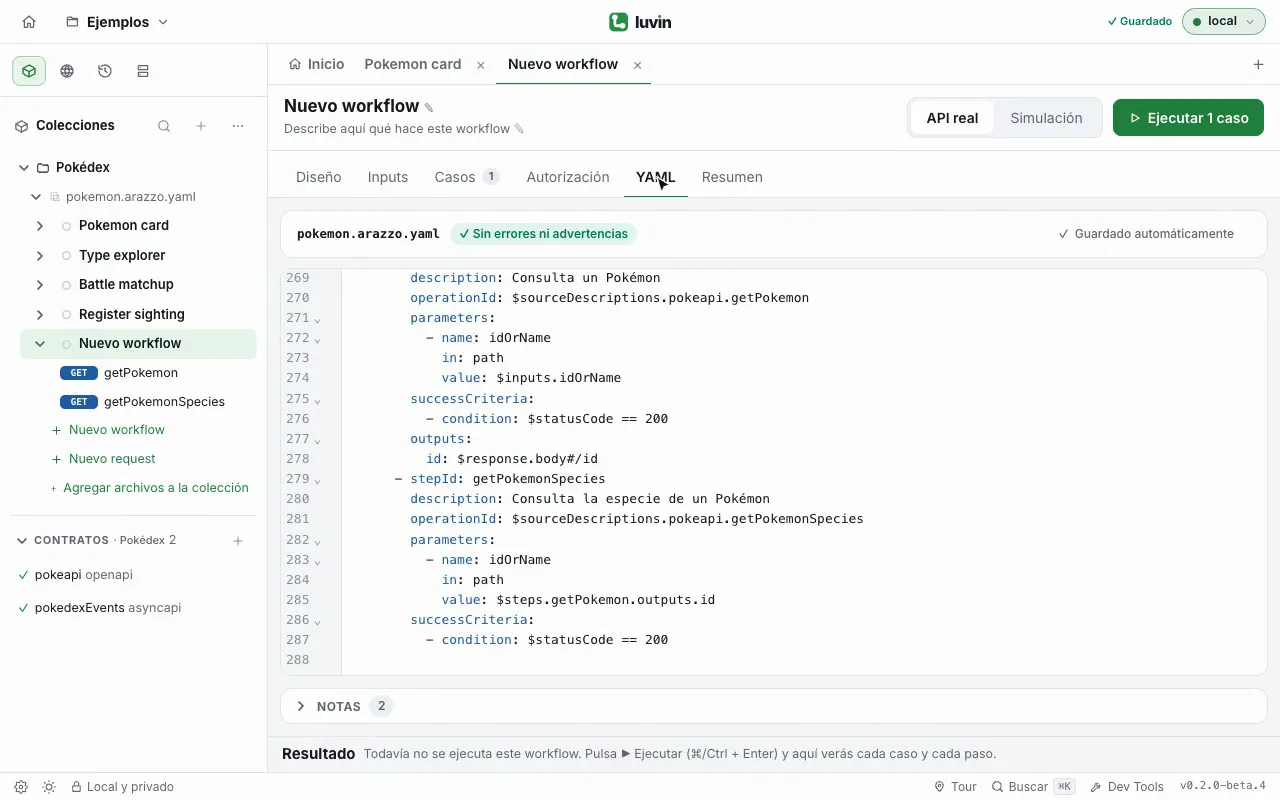 Ejemplos
luvin
Guardado
local
Inicio
Pokemon card
Nuevo workflow
Colecciones
Pokédex
pokemon.arazzo.yaml
Pokemon card
Type explorer
Battle matchup
Register sighting
Nuevo workflow
GET getPokemon
GET getPokemonSpecies
+ Nuevo workflow
+ Nuevo request
+ Agregar archivos a la colección
CONTRATOS · Pokédex 2
pokeapi openapi
pokedexEvents asyncapi
Nuevo workflow
Describe aquí qué hace este workflow
API real
Simulación
Ejecutar 1 caso
Diseño
Inputs
Casos 1
Autorización
YAML
Resumen
pokemon.arazzo.yaml
✓ Sin errores ni advertencias
✓ Guardado automáticamente
269 description: Consulta un Pokémon
270 operationId: $sourceDescriptions.pokeapi.getPokemon
271 parameters:
272 - name: idOrName
273 in: path
274 value: $inputs.idOrName
275 successCriteria:
276 - condition: $statusCode == 200
277 outputs:
278 id: $response.body#/id
279 - stepId: getPokemonSpecies
280 description: Consulta la especie de un Pokémon
281 operationId: $sourceDescriptions.pokeapi.getPokemonSpecies
282 parameters:
283 - name: idOrName
284 in: path
285 value: $steps.getPokemon.outputs.id
286 successCriteria:
287 - condition: $statusCode == 200
288
NOTAS 2
Resultado Todavía no se ejecuta este workflow. Pulsa ▶ Ejecutar (⌘/Ctrl + Enter) y aquí verás cada caso y cada paso.
Local y privado
Tour
Buscar ⌘K
Dev Tools
v0.2.0-beta.4